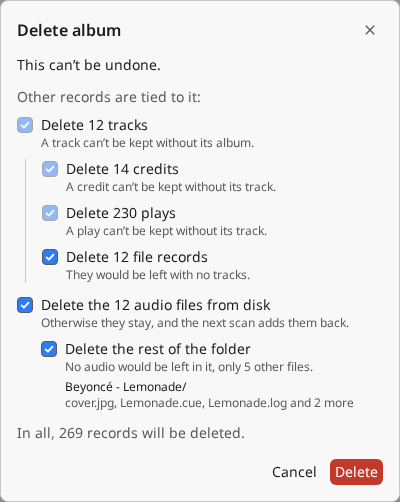 Delete album
This can't be undone.
Other records are tied to it:
Delete 12 tracks
A track can't be kept without its album.
Delete 14 credits
A credit can't be kept without its track.
Delete 230 plays
A play can't be kept without its track.
Delete 12 file records
They would be left with no tracks.
Delete the 12 audio files from disk
Otherwise they stay, and the next scan adds them back.
Delete the rest of the folder
No audio would be left in it, only 5 other files.
Beyoncé - Lemonade/
cover.jpg, Lemonade.cue, Lemonade.log and 2 more
In all, 269 records will be deleted.
Cancel Delete